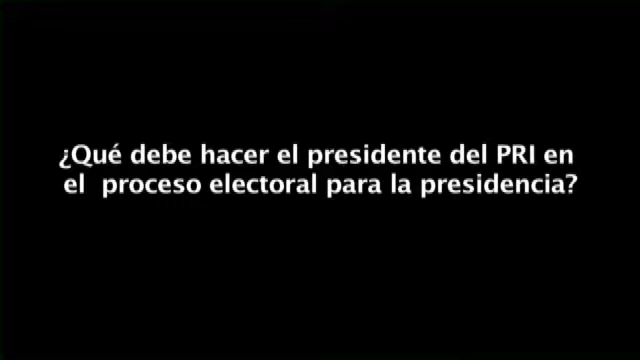 ¿Qué debe hacer el presidente del PRI en
el proceso electoral para la presidencia?